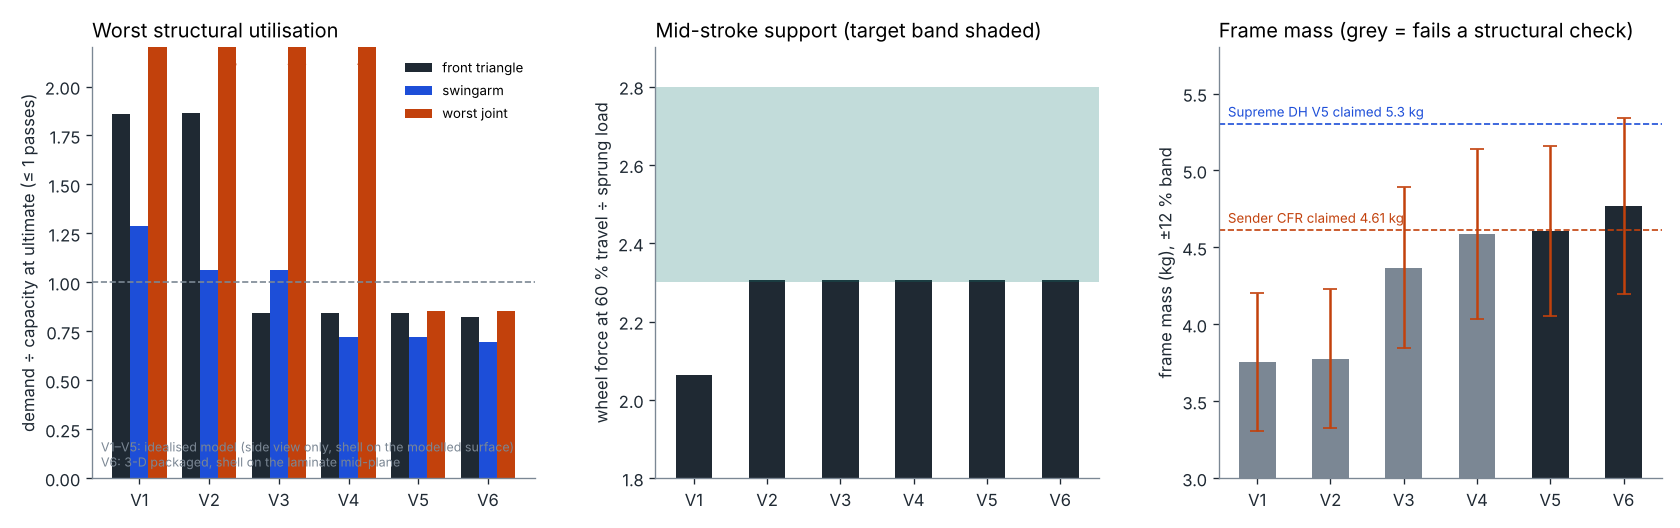 Worst structural utilisation
demand ÷ capacity at ultimate (≤ 1 passes)
2.00
1.75
1.50
1.25
1.00
0.75
0.50
0.25
0.00
front triangle
swingarm
worst joint
V1–V5: idealised model (side view only, shell on the modelled surface)
V6: 3-D packaged, shell on the laminate mid-plane
V1 V2 V3 V4 V5 V6
Mid-stroke support (target band shaded)
wheel force at 60 % travel ÷ sprung load
2.8
2.6
2.4
2.2
2.0
1.8
V1 V2 V3 V4 V5 V6
Frame mass (grey = fails a structural check)
frame mass (kg), ±12 % band
5.5
5.0
4.5
4.0
3.5
3.0
Supreme DH V5 claimed 5.3 kg
Sender CFR claimed 4.61 kg
V1 V2 V3 V4 V5 V6